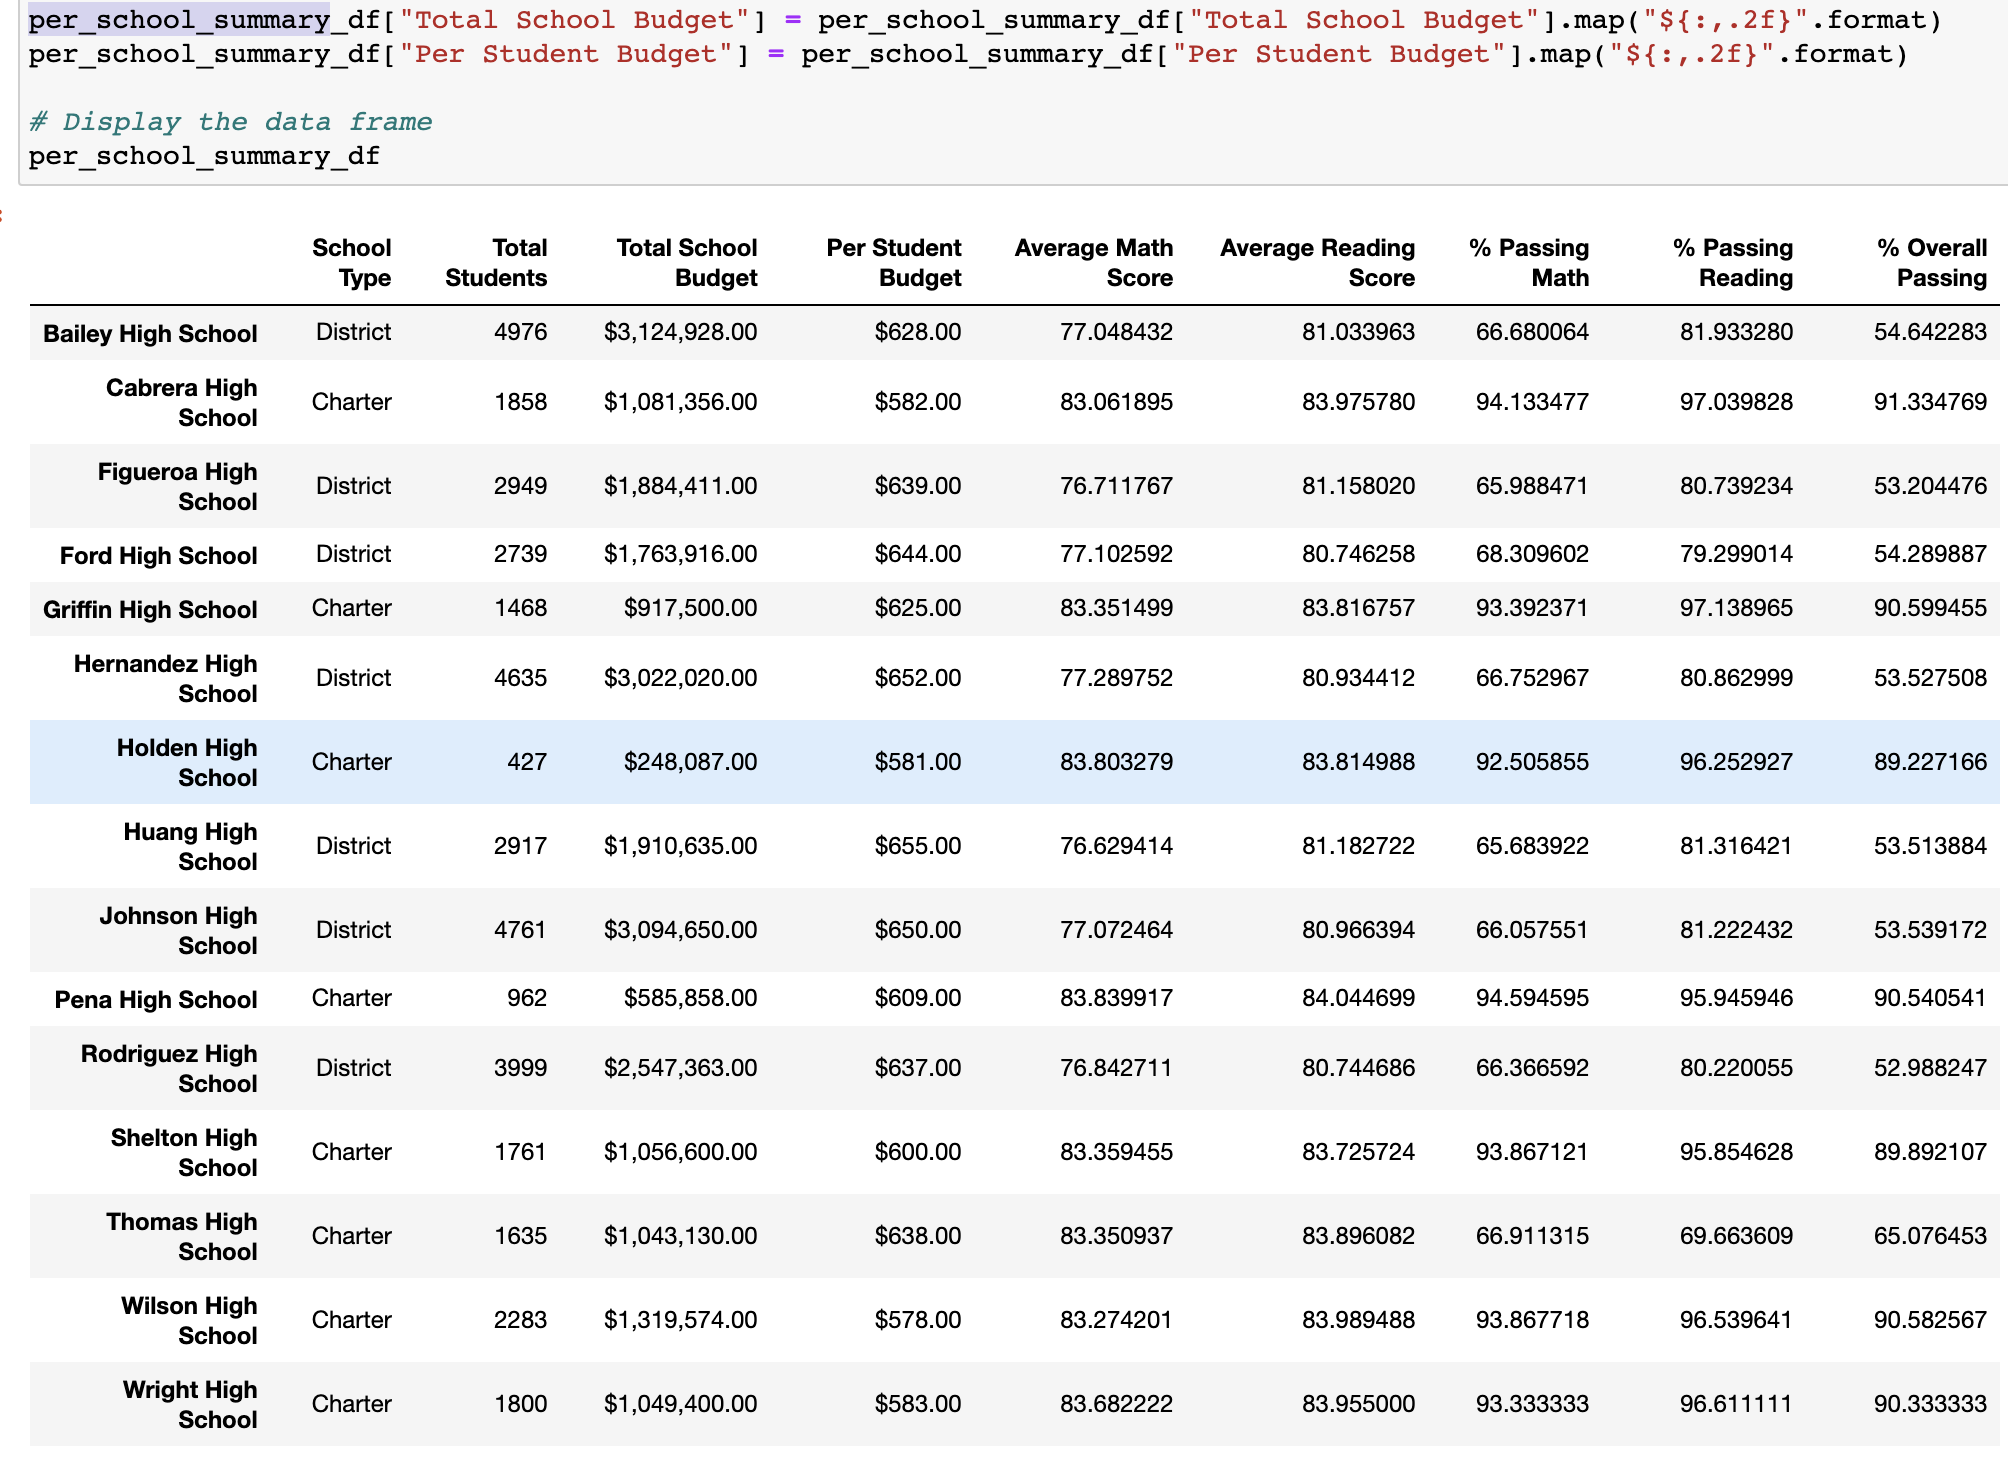 per_school_summary_df["Total School Budget"] = per_school_summary_df["Total School Budget"].map("${:,.2f}".format)
per_school_summary_df["Per Student Budget"] = per_school_summary_df["Per Student Budget"].map("${:,.2f}".format)
# Display the data frame
per_school_summary_df
:
School Type Total Students Total School Budget Per Student Budget Average Math Score Average Reading Score % Passing Math % Passing Reading % Overall Passing
Bailey High School District 4976 $3,124,928.00 $628.00 77.048432 81.033963 66.680064 81.933280 54.642283
Cabrera High School Charter 1858 $1,081,356.00 $582.00 83.061895 83.975780 94.133477 97.039828 91.334769
Figueroa High School District 2949 $1,884,411.00 $639.00 76.711767 81.158020 65.988471 80.739234 53.204476
Ford High School District 2739 $1,763,916.00 $644.00 77.102592 80.746258 68.309602 79.299014 54.289887
Griffin High School Charter 1468 $917,500.00 $625.00 83.351499 83.816757 93.392371 97.138965 90.599455
Hernandez High School District 4635 $3,022,020.00 $652.00 77.289752 80.934412 66.752967 80.862999 53.527508
Holden High School Charter 427 $248,087.00 $581.00 83.803279 83.814988 92.505855 96.252927 89.227166
Huang High School District 2917 $1,910,635.00 $655.00 76.629414 81.182722 65.683922 81.316421 53.513884
Johnson High School District 4761 $3,094,650.00 $650.00 77.072464 80.966394 66.057551 81.222432 53.539172
Pena High School Charter 962 $585,858.00 $609.00 83.839917 84.044699 94.594595 95.945946 90.540541
Rodriguez High School District 3999 $2,547,363.00 $637.00 76.842711 80.744686 66.366592 80.220055 52.988247
Shelton High School Charter 1761 $1,056,600.00 $600.00 83.359455 83.725724 93.867121 95.854628 89.892107
Thomas High School Charter 1635 $1,043,130.00 $638.00 83.350937 83.896082 66.911315 69.663609 65.076453
Wilson High School Charter 2283 $1,319,574.00 $578.00 83.274201 83.989488 93.867718 96.539641 90.582567
Wright High School Charter 1800 $1,049,400.00 $583.00 83.682222 83.955000 93.333333 96.611111 90.333333